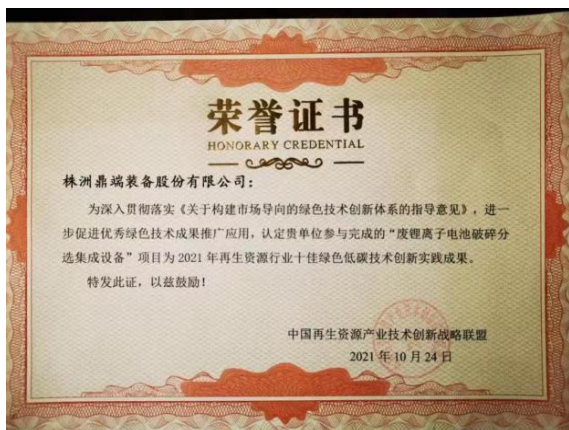 荣誉证书
HONORARY CREDENTIAL
株洲鼎端装备股份有限公司：
为深入贯彻落实《关于构建市场导向的绿色技术创新体系的指导意见》，进一
步促进优秀绿色技术成果推广应用，认定贵单位参与完成的“废锂离子电池破碎分
选集成设备”项目为2021年再生资源行业十佳绿色低碳技术创新实践成果。
特发此证，以兹鼓励！
中国再生资源产业技术创新战略联盟
2021年10月24日